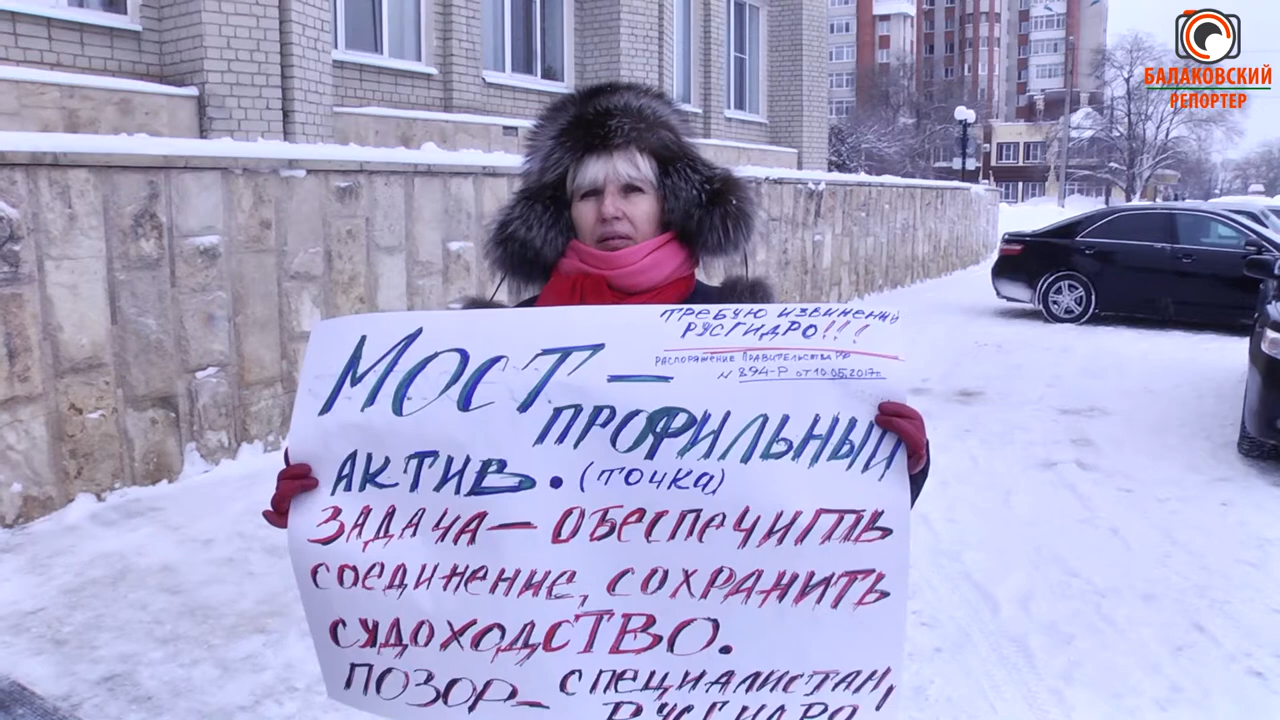 БАЛАКОВСКИЙ
РЕПОРТЕР
ТРЕБУЮ ИЗВИНЕНИЙ
РУСГИДРО!!!
РАСПОРЯЖЕНИЕ ПРАВИТЕЛЬСТВА РФ
N 894-Р ОТ 10.05.2017г.
МОСТ —
ПРОФИЛЬНЫЙ
АКТИВ. (ТОЧКА)
ЗАДАЧА — ОБЕСПЕЧИТЬ
СОЕДИНЕНИЕ, СОХРАНИТЬ
СУДОХОДСТВО.
ПОЗОР — СПЕЦИАЛИСТАМ,
РУСГИДРО